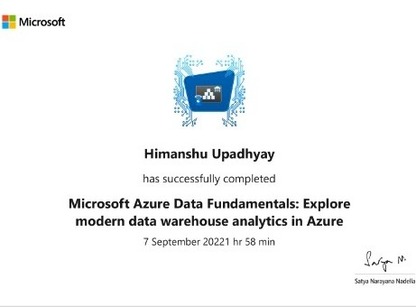 Microsoft
Himanshu Upadhyay
has successfully completed
Microsoft Azure Data Fundamentals: Explore
modern data warehouse analytics in Azure
7 September 20221 hr 58 min
Satya N.
Satya Narayana Nadella